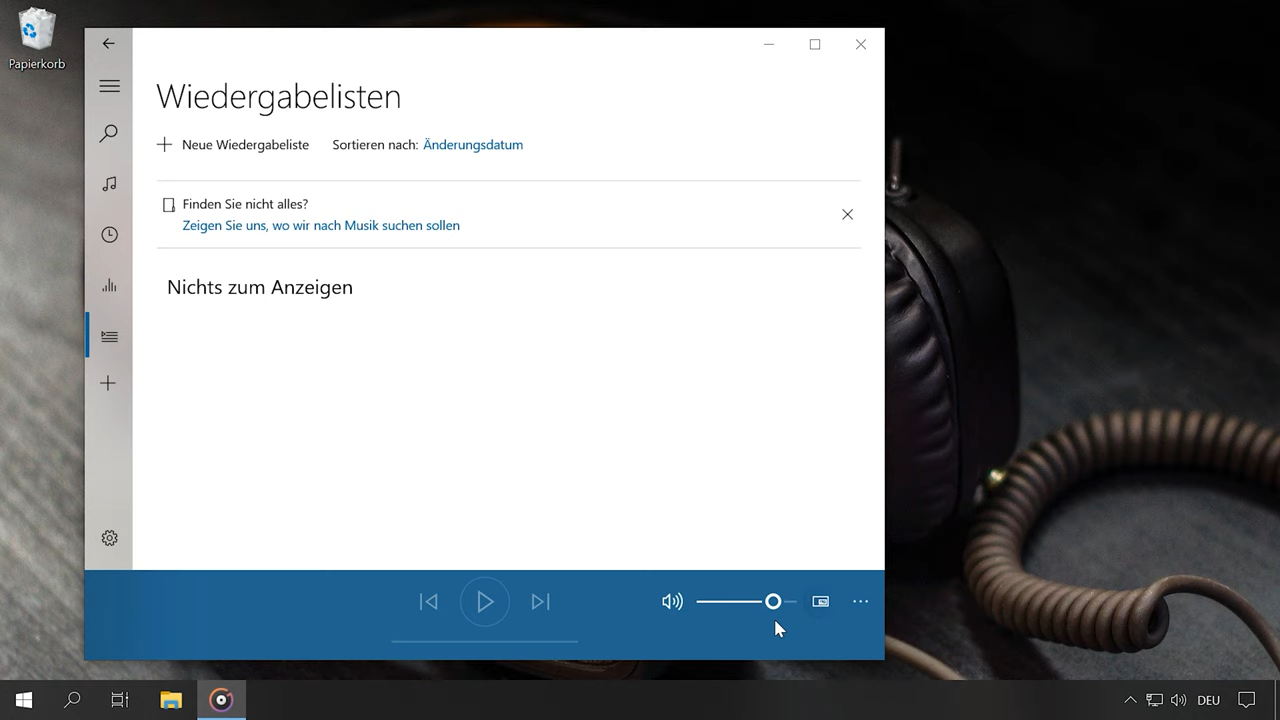 Papierkorb
Wiedergabelisten
Neue Wiedergabeliste Sortieren nach: Änderungsdatum
Finden Sie nicht alles?
Zeigen Sie uns, wo wir nach Musik suchen sollen
Nichts zum Anzeigen
DEU